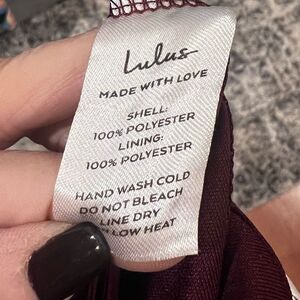 Lulus
MADE WITH LOVE
SHELL:
100% POLYESTER
LINING:
100% POLYESTER
HAND WASH COLD
DO NOT BLEACH
LINE DRY
LOW HEAT